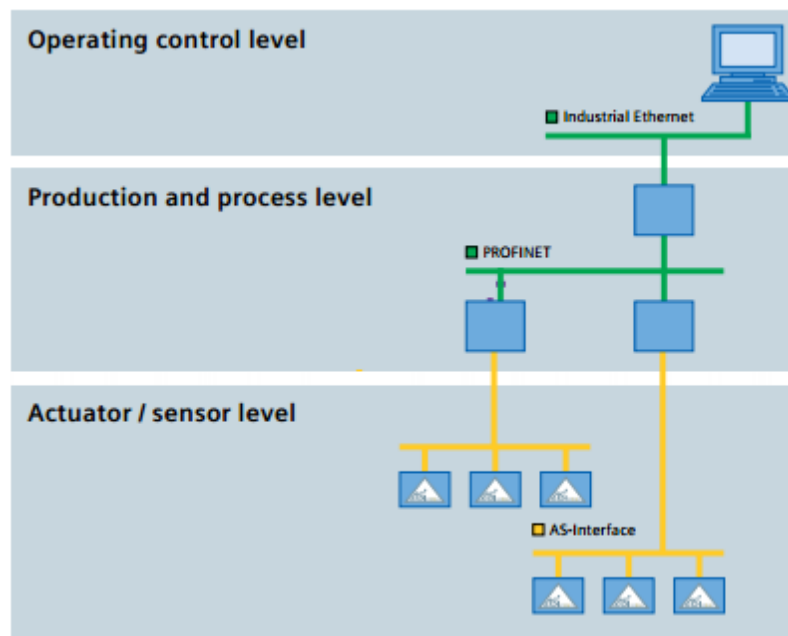 Operating control level
Industrial Ethernet
Production and process level
PROFINET
Actuator / sensor level
AS-Interface